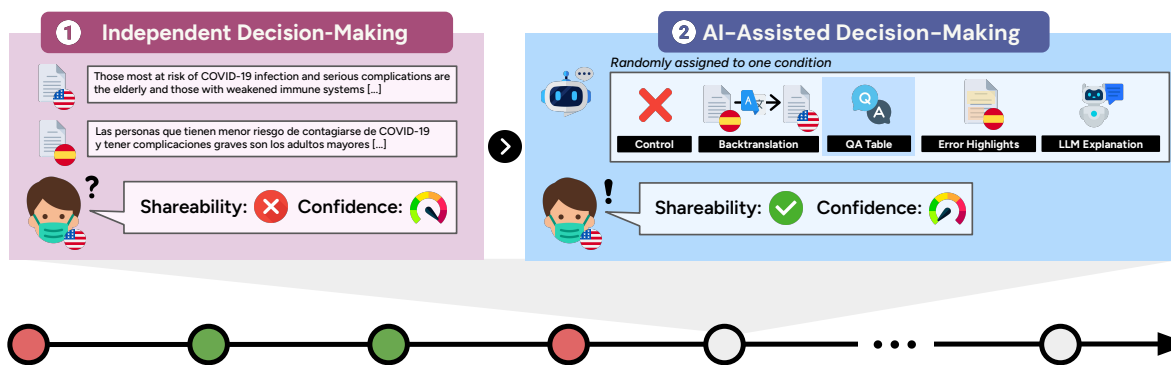 1 Independent Decision-Making
Those most at risk of COVID-19 infection and serious complications are
the elderly and those with weakened immune systems [...]
Las personas que tienen menor riesgo de contagiarse de COVID-19
y tener complicaciones graves son los adultos mayores [...]
?
Shareability: Confidence:
2 AI-Assisted Decision-Making
Randomly assigned to one condition
A
Q
A
Control Backtranslation QA Table Error Highlights LLM Explanation
!
Shareability: Confidence: